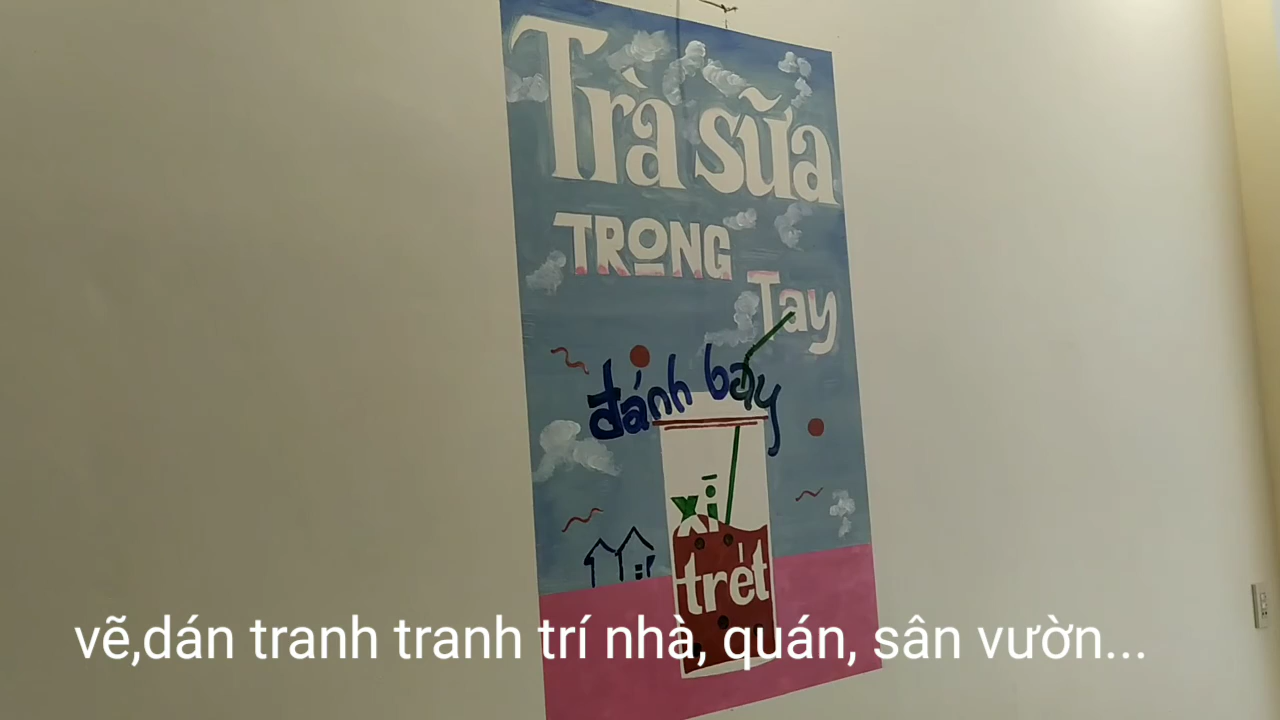 Trà sữa
TRONG
Tay
đánh bay
xì
trét
vẽ,dán tranh tranh trí nhà, quán, sân vườn...